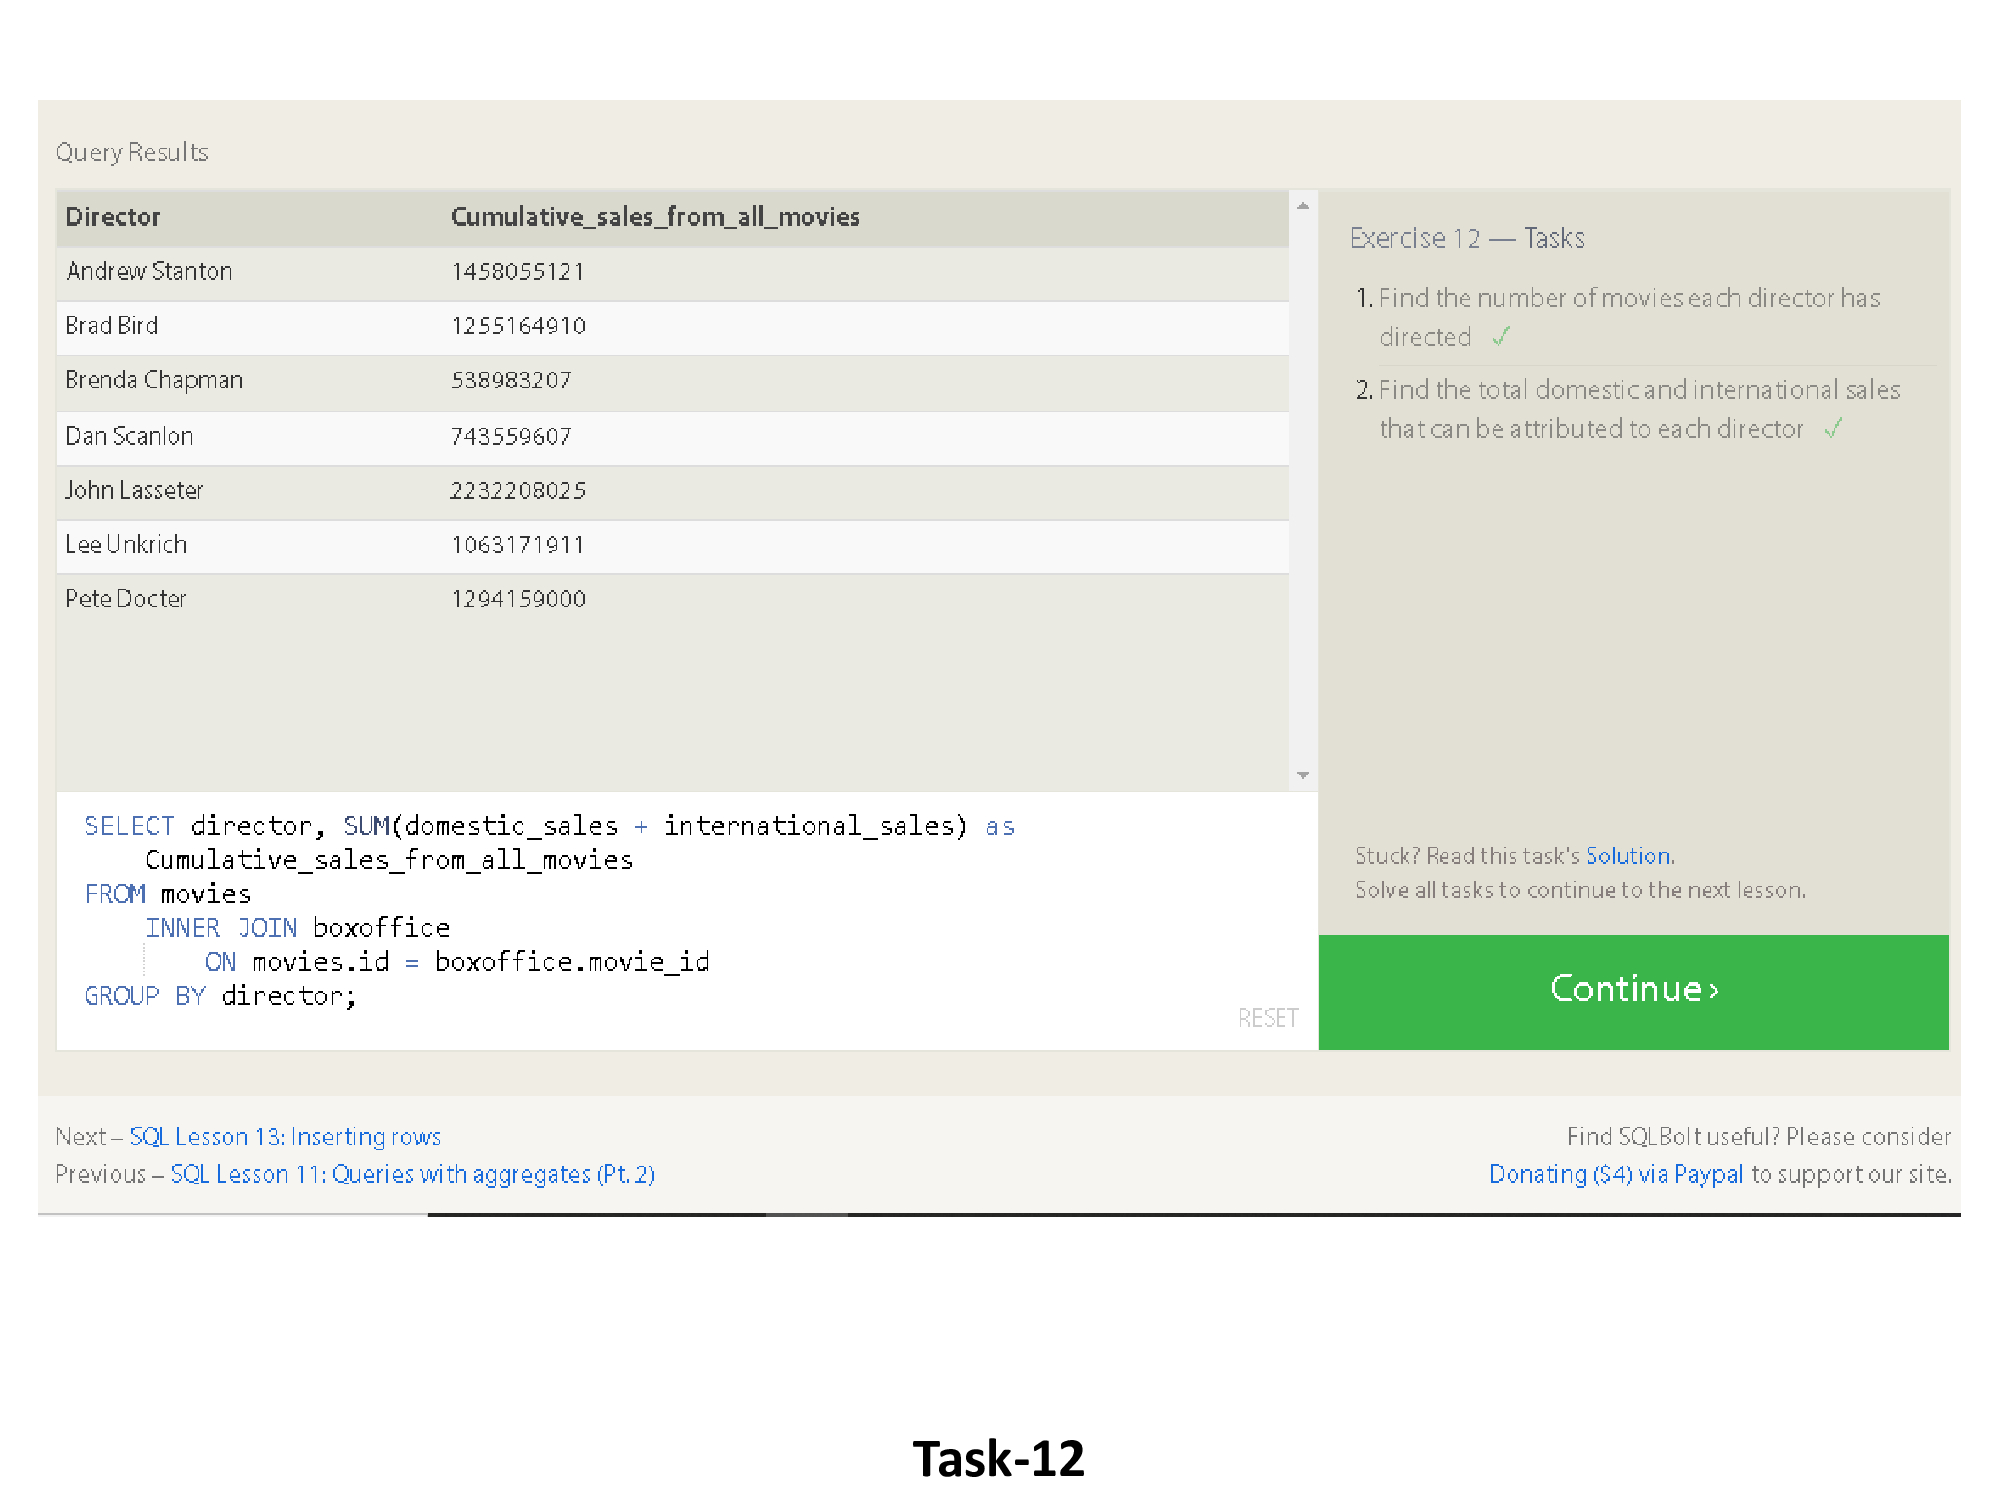 Query Results
Director Cumulative_sales_from_all_movies
Andrew Stanton 1458055121
Brad Bird 1255164910
Brenda Chapman 538983207
Dan Scanlon 743559607
John Lasseter 2232208025
Lee Unkrich 1063171911
Pete Docter 1294159000
SELECT director, SUM(domestic_sales + international_sales) as
Cumulative_sales_from_all_movies
FROM movies
INNER JOIN boxoffice
ON movies.id = boxoffice.movie_id
GROUP BY director;
RESET
Exercise 12 — Tasks
1. Find the number of movies each director has
directed ✓
2. Find the total domestic and international sales
that can be attributed to each director ✓
Stuck? Read this task's Solution.
Solve all tasks to continue to the next lesson.
Continue ›
Next – SQL Lesson 13: Inserting rows
Previous – SQL Lesson 11: Queries with aggregates (Pt. 2)
Find SQLBolt useful? Please consider
Donating ($4) via Paypal to support our site.
Task-12